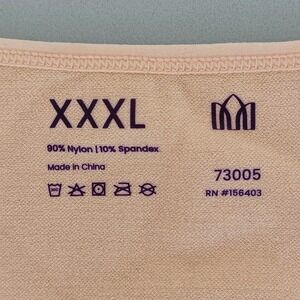 XXXL
90% Nylon | 10% Spandex
Made in China
73005
RN #156403